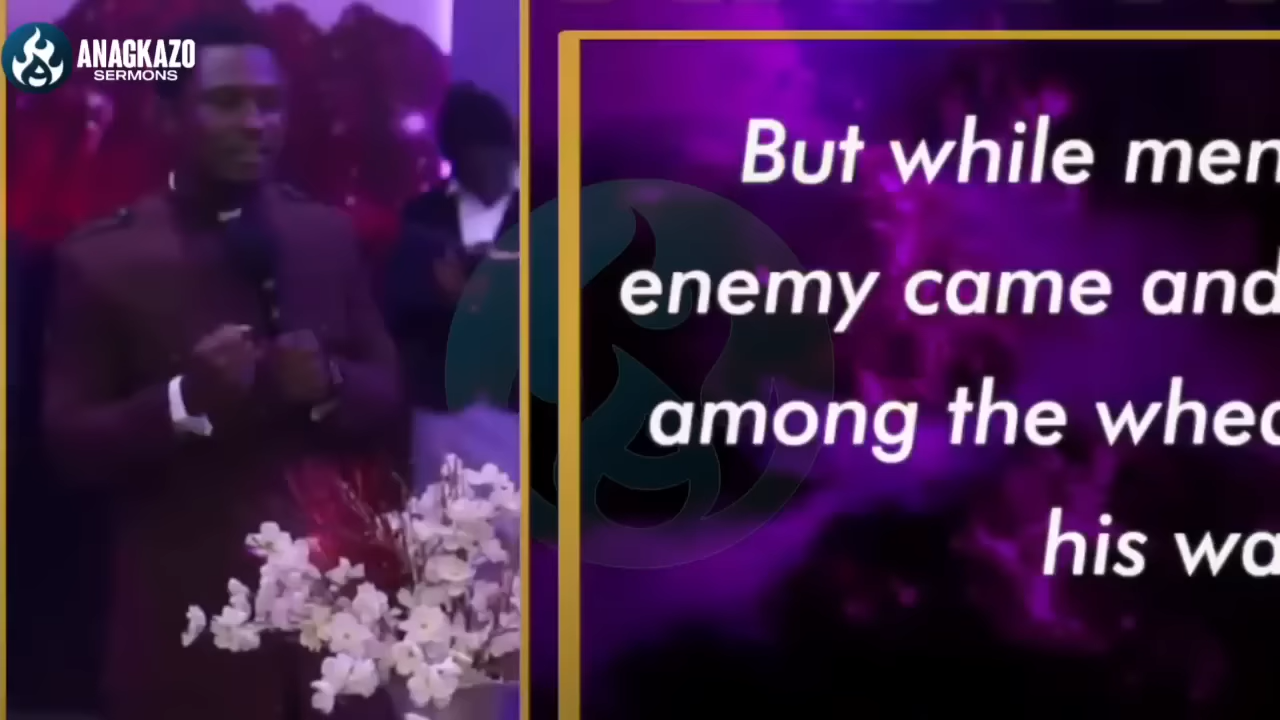 ANAGKAZO
SERMONS
But while men
enemy came and
among the whea
his wa